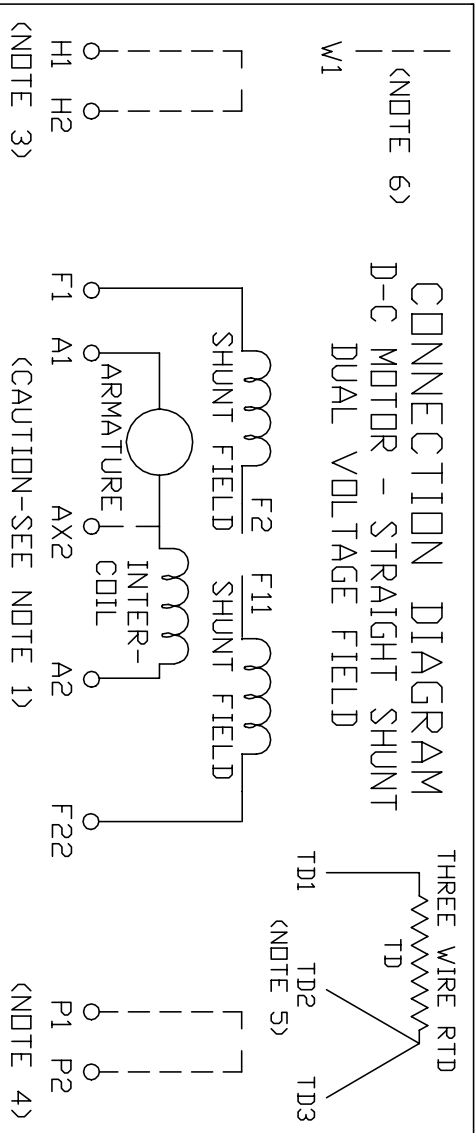 CONNECTION DIAGRAM
D-C MOTOR - STRAIGHT SHUNT
DUAL VOLTAGE FIELD
W1
(NOTE 6)
THREE WIRE RTD
TD
TD1
TD2
TD3
(NOTE 5)
H1
H2
(NOTE 3)
SHUNT FIELD
F2
F11
SHUNT FIELD
ARMATURE
INTER-
COIL
F1
A1
AX2
A2
F22
(CAUTION-SEE NOTE 1)
P1
P2
(NOTE 4)